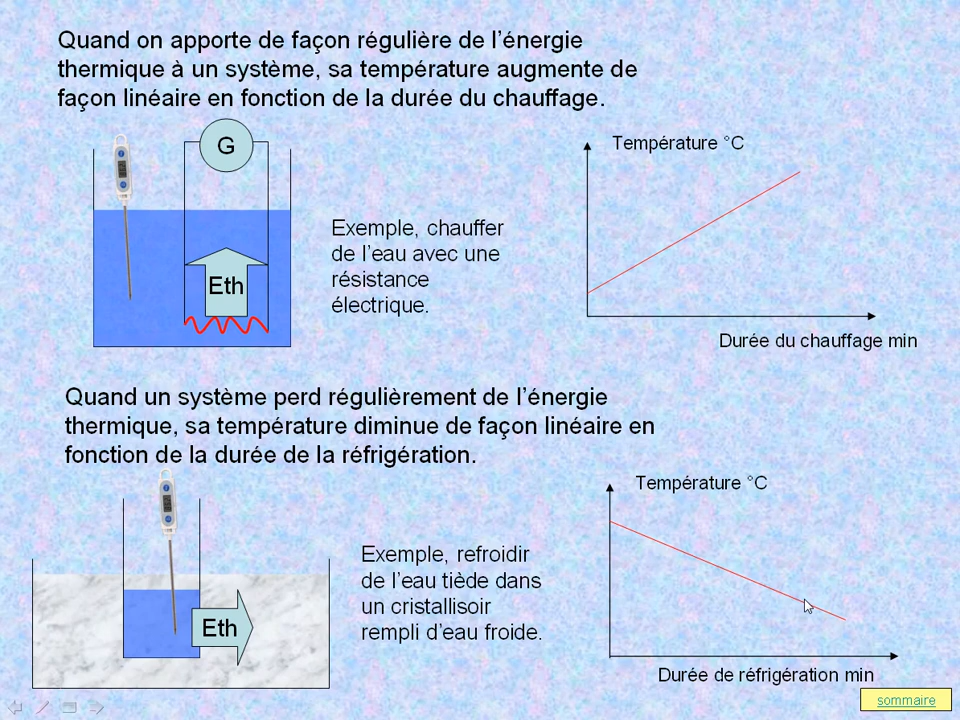 Quand on apporte de façon régulière de l'énergie
thermique à un système, sa température augmente de
façon linéaire en fonction de la durée du chauffage.
G
Eth
Exemple, chauffer
de l'eau avec une
résistance
électrique.
Température °C
Durée du chauffage min
Quand un système perd régulièrement de l'énergie
thermique, sa température diminue de façon linéaire en
fonction de la durée de la réfrigération.
Eth
Exemple, refroidir
de l'eau tiède dans
un cristallisoir
rempli d'eau froide.
Température °C
Durée de réfrigération min
sommaire